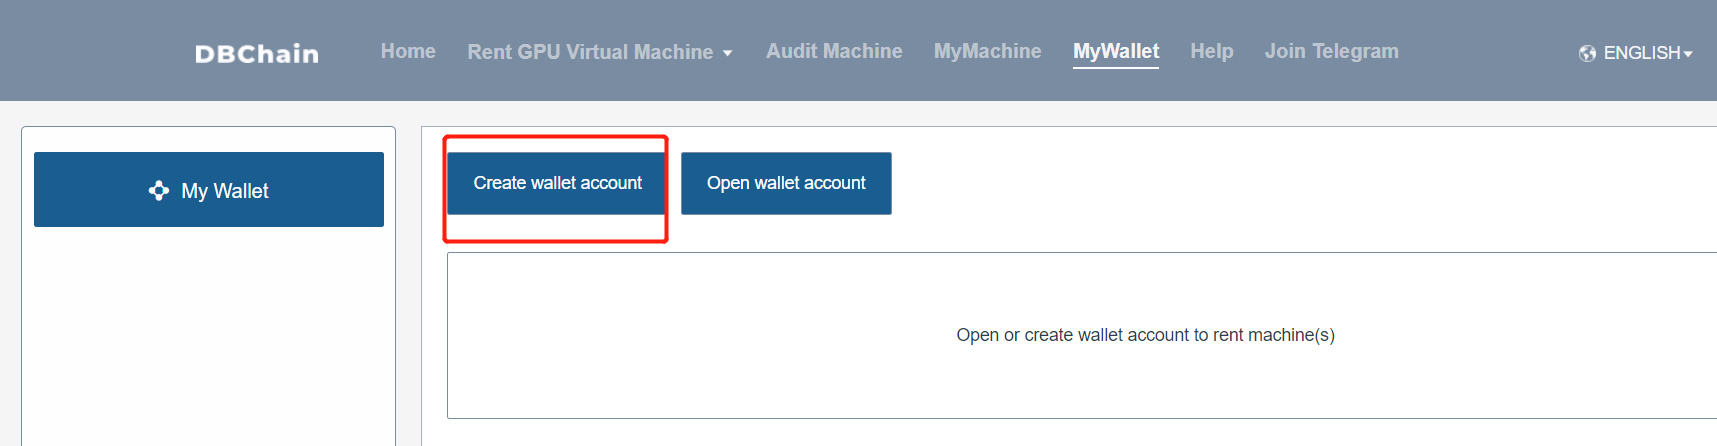 DBChain Home Rent GPU Virtual Machine Audit Machine MyMachine MyWallet Help Join Telegram ENGLISH
My Wallet
Create wallet account Open wallet account
Open or create wallet account to rent machine(s)